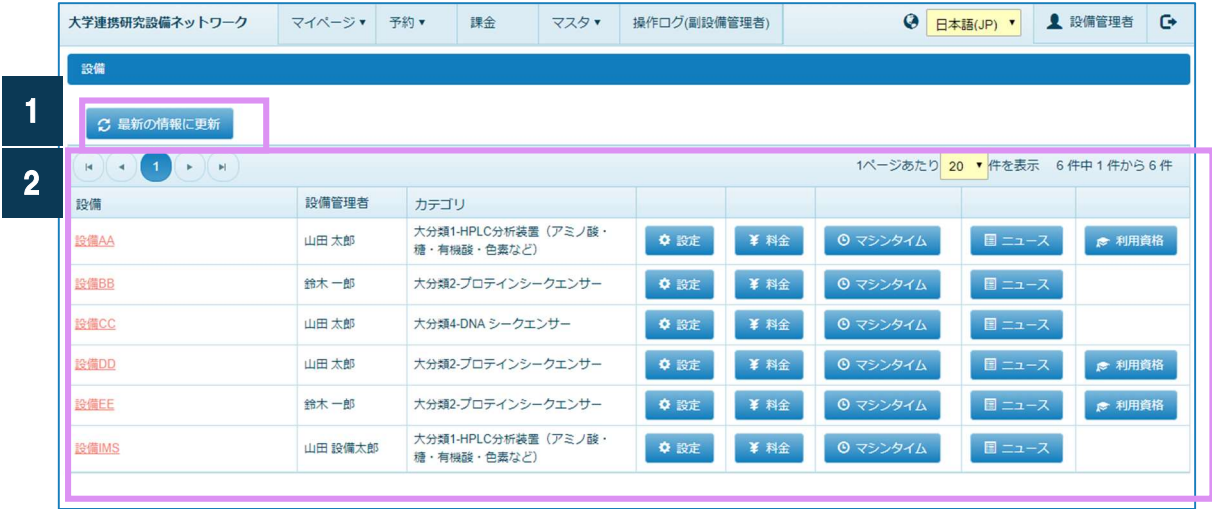 大学連携研究設備ネットワーク マイページ▼ 予約▼ 課金 マスタ▼ 操作ログ(副設備管理者) 日本語(JP) ▼ 設備管理者
設備
1
最新の情報に更新
2
1 1ページあたり 20 ▼ 件を表示 6 件中 1 件から 6 件
設備 設備管理者 カテゴリ
設備AA 山田 太郎 大分類1-HPLC分析装置（アミノ酸・ 設定 ¥ 料金 マシンタイム ニュース 利用資格
糖・有機酸・色素など）
設備BB 鈴木 一郎 大分類2-プロテインシークエンサー 設定 ¥ 料金 マシンタイム ニュース
設備CC 山田 太郎 大分類4-DNA シークエンサー 設定 ¥ 料金 マシンタイム ニュース
設備DD 山田 太郎 大分類2-プロテインシークエンサー 設定 ¥ 料金 マシンタイム ニュース 利用資格
設備EE 鈴木 一郎 大分類2-プロテインシークエンサー 設定 ¥ 料金 マシンタイム ニュース 利用資格
設備IMS 山田 設備太郎 大分類1-HPLC分析装置（アミノ酸・ 設定 ¥ 料金 マシンタイム ニュース
糖・有機酸・色素など）